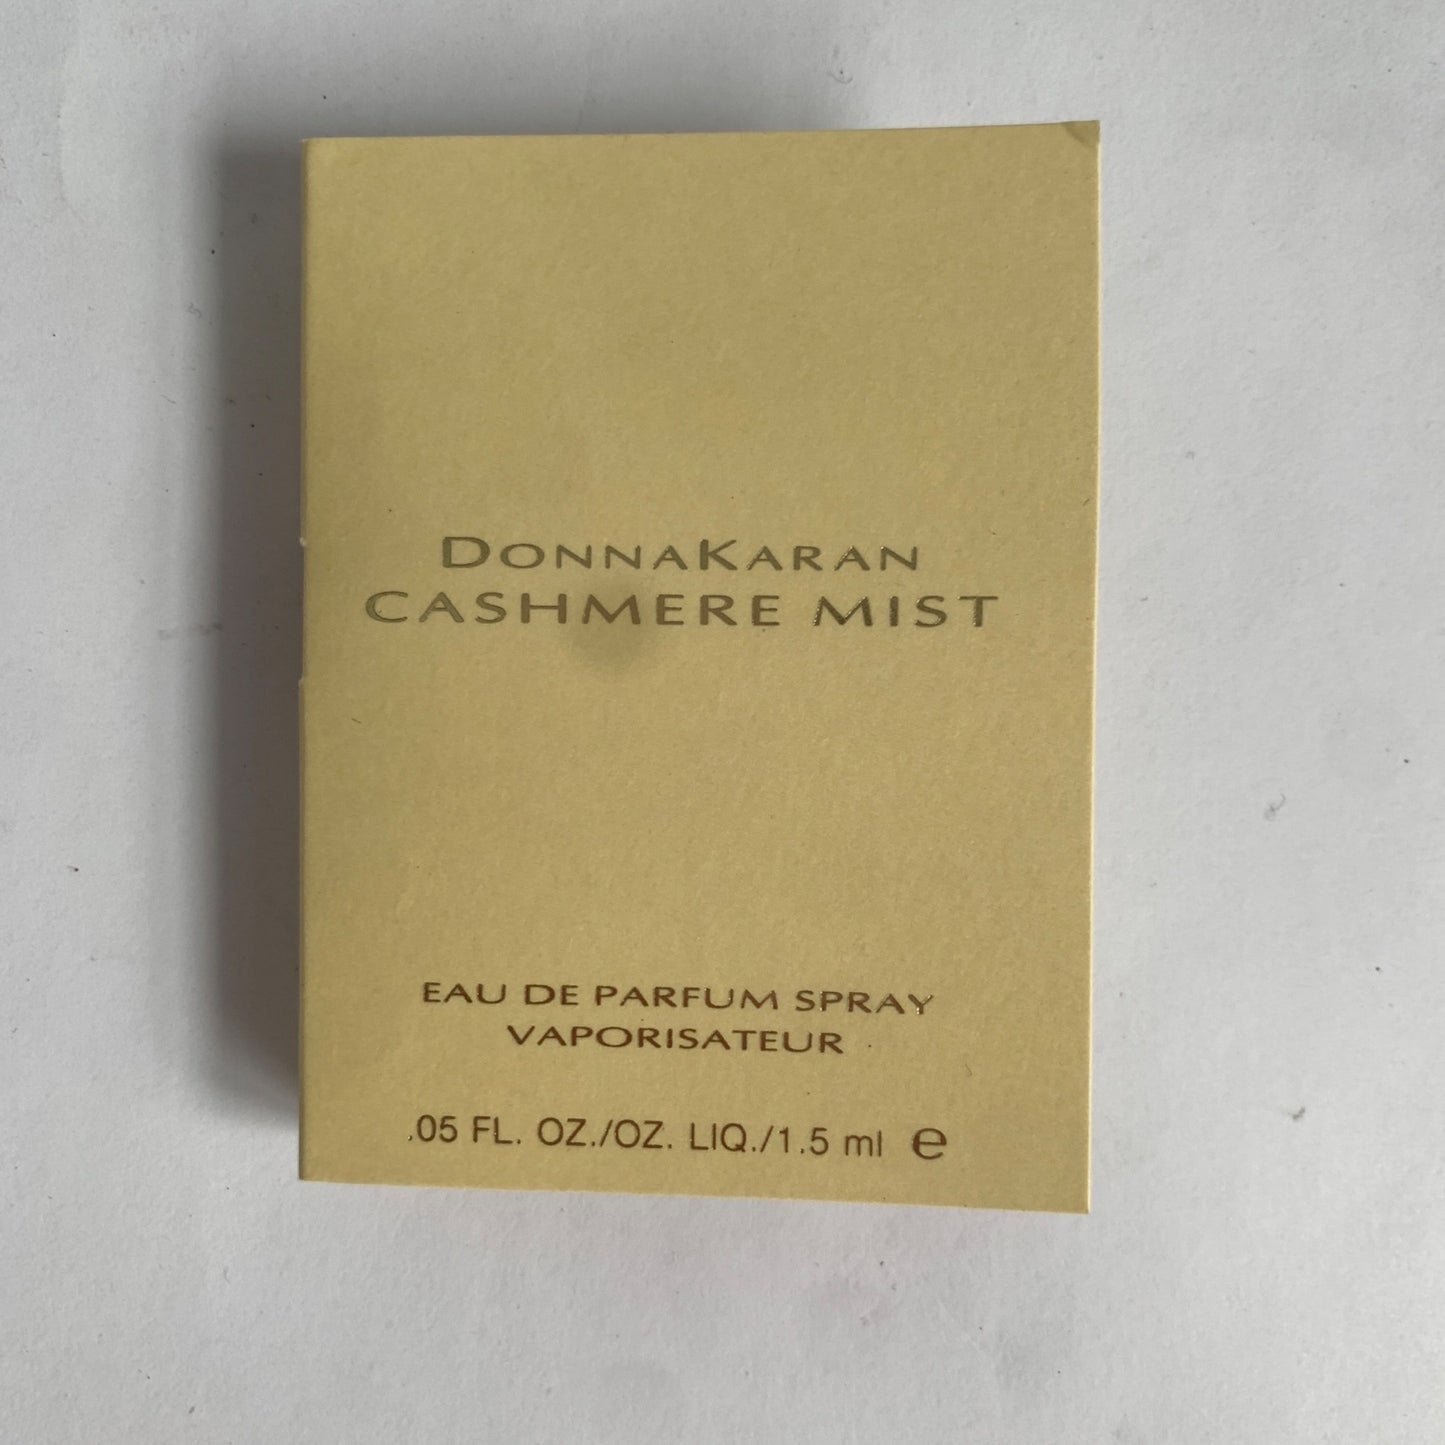 DONNAKARAN
CASHMERE MIST
EAU DE PARFUM SPRAY
VAPORISATEUR
.05 FL. OZ./OZ. LIQ./1.5 ml e